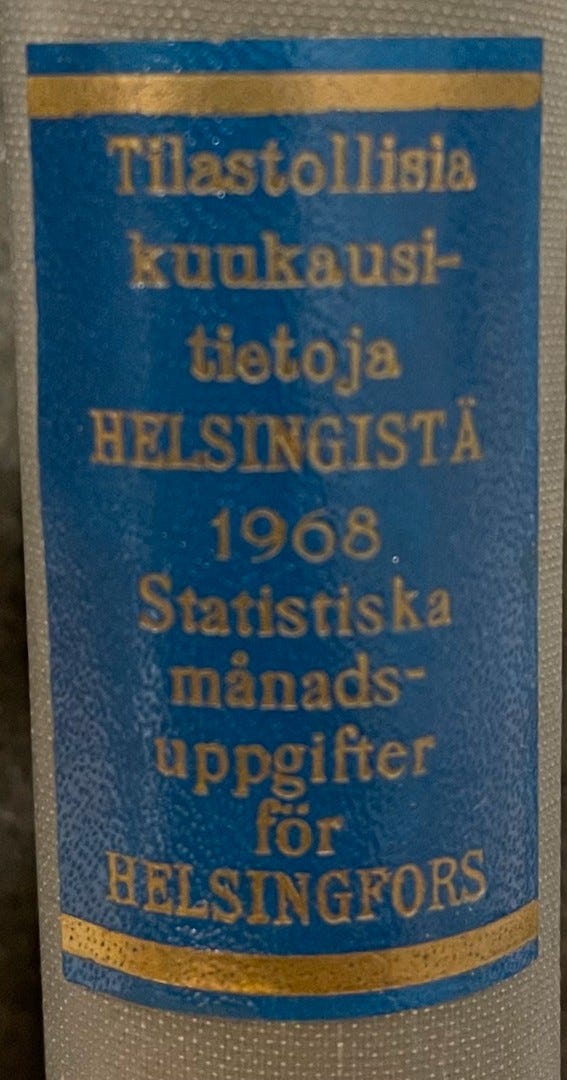 Tilastollisia
kuukausi-
tietoja
HELSINGISTÄ
1968
Statistiska
månads-
uppgifter
för
HELSINGFORS